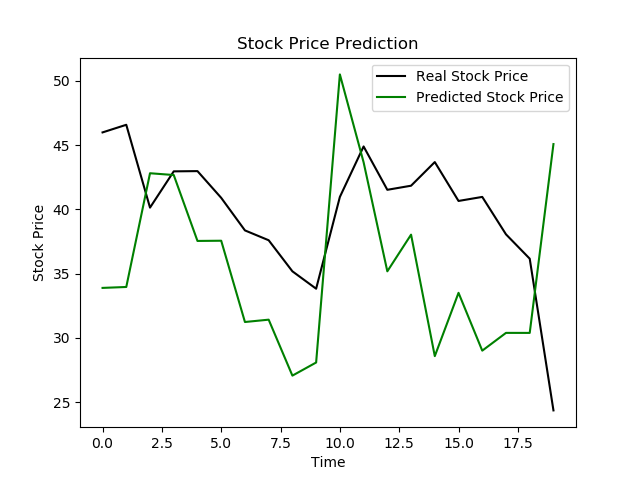 Stock Price Prediction
Real Stock Price
Predicted Stock Price
50
45
40
35
30
25
Stock Price
0.0 2.5 5.0 7.5 10.0 12.5 15.0 17.5
Time